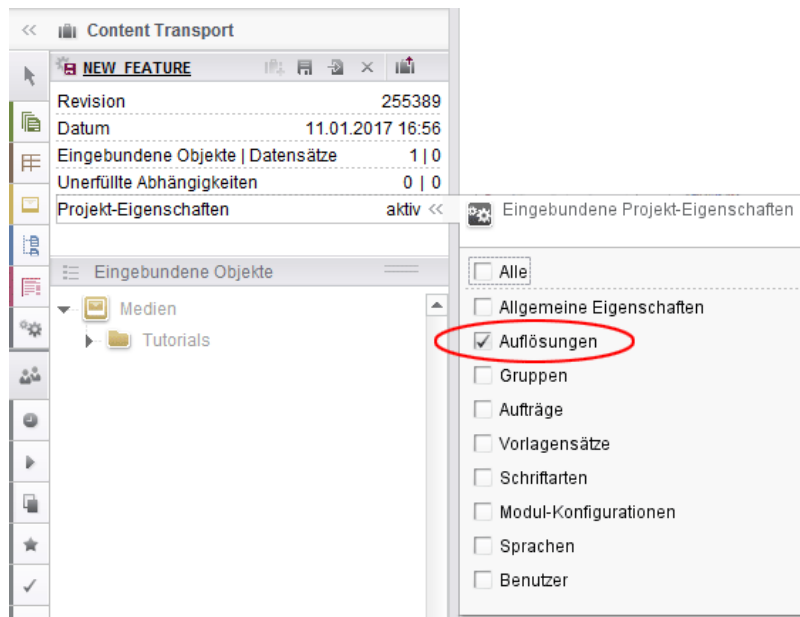 Content Transport
NEW_FEATURE
Revision 255389
Datum 11.01.2017 16:56
Eingebundene Objekte | Datensätze 1 | 0
Unerfüllte Abhängigkeiten 0 | 0
Projekt-Eigenschaften aktiv
Eingebundene Objekte
Medien
Tutorials
Eingebundene Projekt-Eigenschaften
Alle
Allgemeine Eigenschaften
Auflösungen
Gruppen
Aufträge
Vorlagensätze
Schriftarten
Modul-Konfigurationen
Sprachen
Benutzer